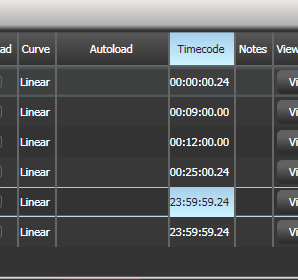 ad Curve Autoload Timecode Notes View
Linear 00:00:00.24 Vi
Linear 00:09:00.00 Vi
Linear 00:12:00.00 Vi
Linear 00:25:00.24 Vi
Linear 23:59:59.24 Vi
Linear 23:59:59.24 Vi